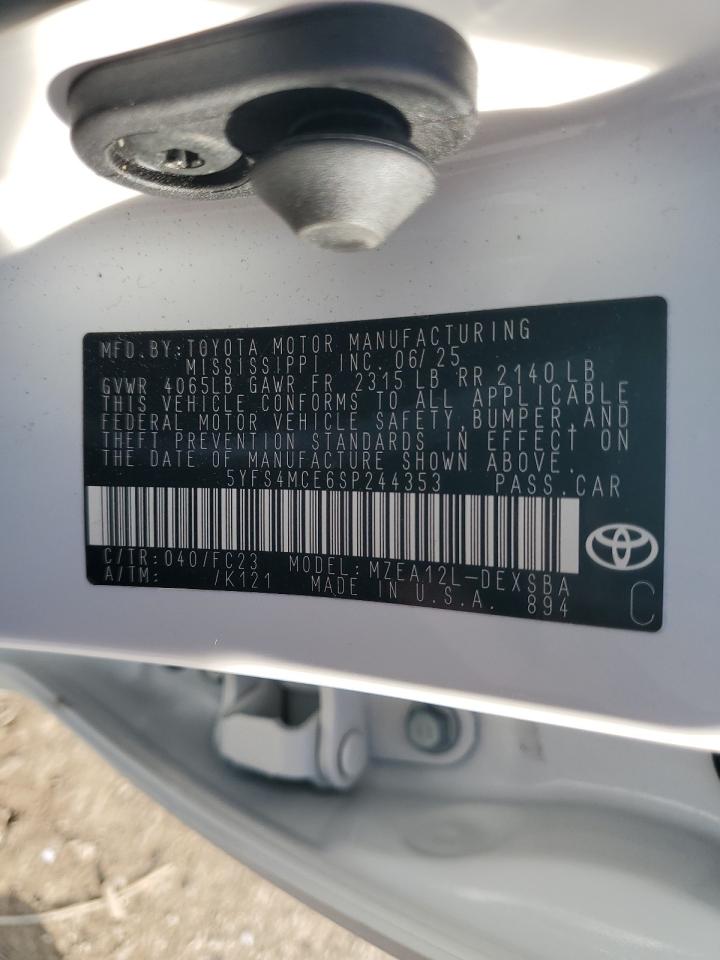 MFD.BY:TOYOTA MOTOR MANUFACTURING
MISSISSIPPI INC. 06/25
GVWR 4065LB GAWR FR 2315 LB RR 2140 LB
THIS VEHICLE CONFORMS TO ALL APPLICABLE
FEDERAL MOTOR VEHICLE SAFETY,BUMPER,AND
THEFT PREVENTION STANDARDS IN EFFECT ON
THE DATE OF MANUFACTURE SHOWN ABOVE.
5YFS4MCE6SP244353 PASS.CAR
C/TR: 040/FC23 MODEL: MZEA12L-DEXSBA
A/TM: /K121 MADE IN U.S.A. 894
C